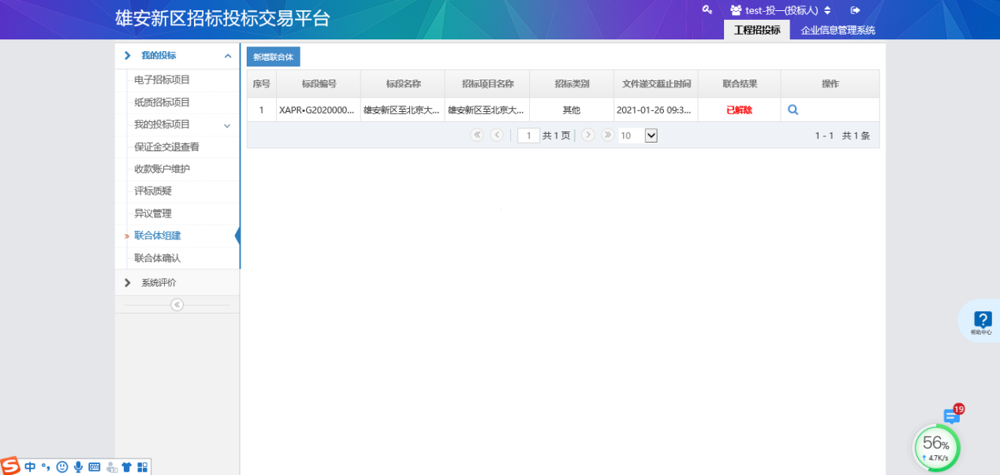 雄安新区招标投标交易平台
test-投一(投标人)
工程招投标 企业信息管理系统
我的投标
电子招标项目
纸质招标项目
我的投标项目
保证金交退查看
收款账户维护
评标质疑
异议管理
联合体组建
联合体确认
系统评价
新增联合体
序号 标段编号 标段名称 招标项目名称 招标类别 文件递交截止时间 联合结果 操作
1 XAPR•G2020000... 雄安新区至北京大... 雄安新区至北京大... 其他 2021-01-26 09:3... 已解除
1 共 1 页 10 1 - 1 共 1 条
帮助中心
19
56%
↑ 4.7K/s
中 °,